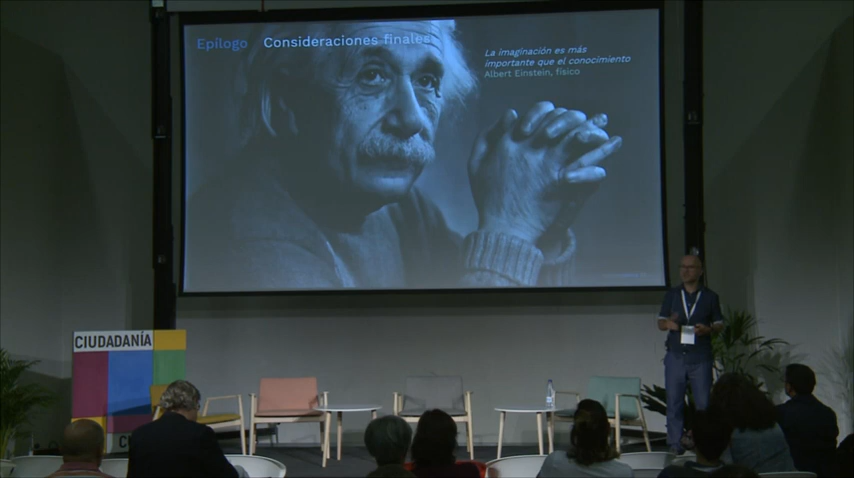 Epílogo Consideraciones finales
La imaginación es más
importante que el conocimiento
Albert Einstein, físico
CIUDADANÍA